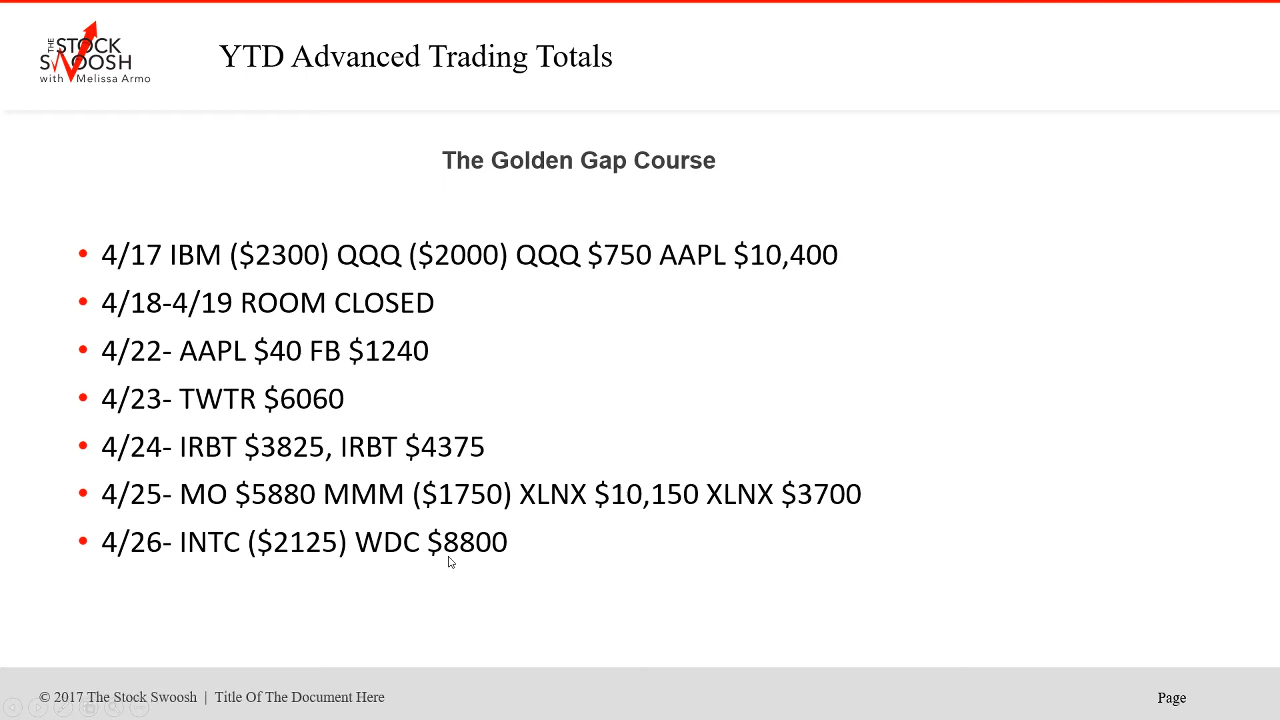 THE STOCK
SWOOSH
with Melissa Armo
YTD Advanced Trading Totals
The Golden Gap Course
• 4/17 IBM ($2300) QQQ ($2000) QQQ $750 AAPL $10,400
• 4/18-4/19 ROOM CLOSED
• 4/22- AAPL $40 FB $1240
• 4/23- TWTR $6060
• 4/24- IRBT $3825, IRBT $4375
• 4/25- MO $5880 MMM ($1750) XLNX $10,150 XLNX $3700
• 4/26- INTC ($2125) WDC $8800
© 2017 The Stock Swoosh | Title Of The Document Here
Page